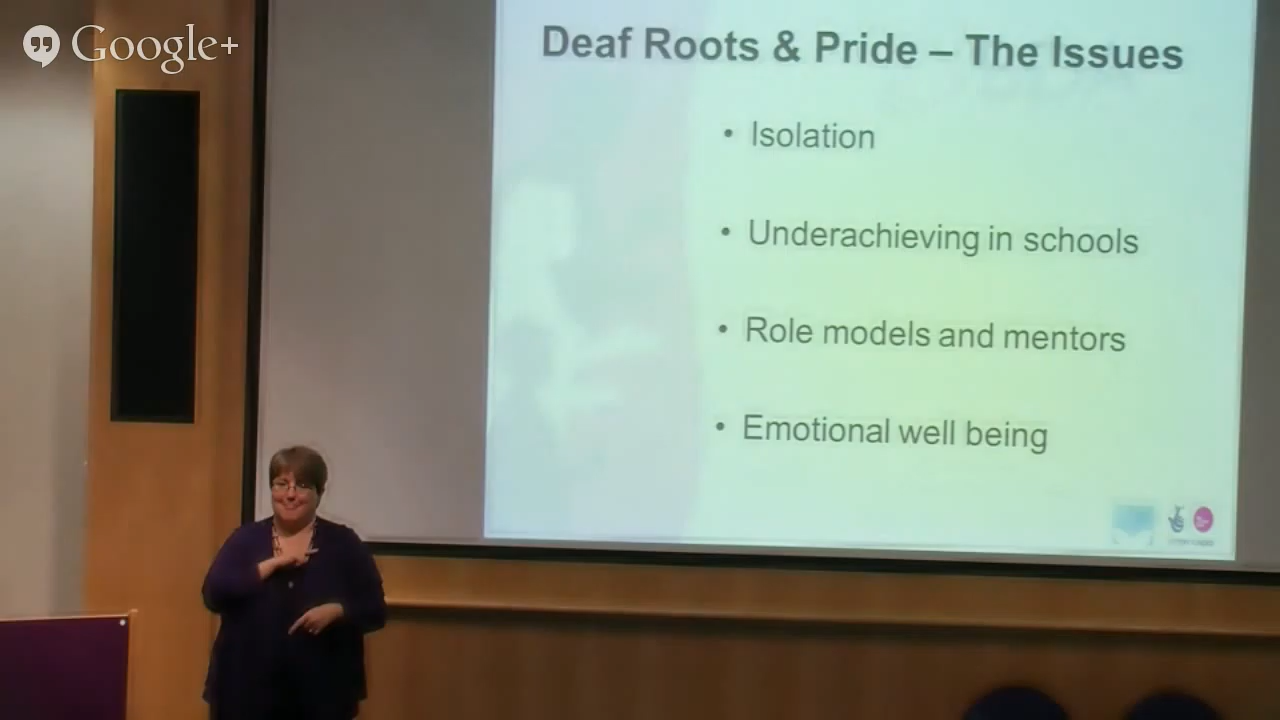 Google+
Deaf Roots & Pride – The Issues
• Isolation
• Underachieving in schools
• Role models and mentors
• Emotional well being